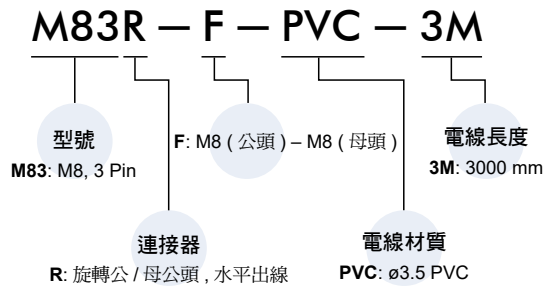 M83R — F — PVC — 3M
型號
M83: M8, 3 Pin
F: M8 ( 公頭 ) – M8 ( 母頭 )
電線長度
3M: 3000 mm
連接器
R: 旋轉公 / 母公頭 , 水平出線
電線材質
PVC: ø3.5 PVC